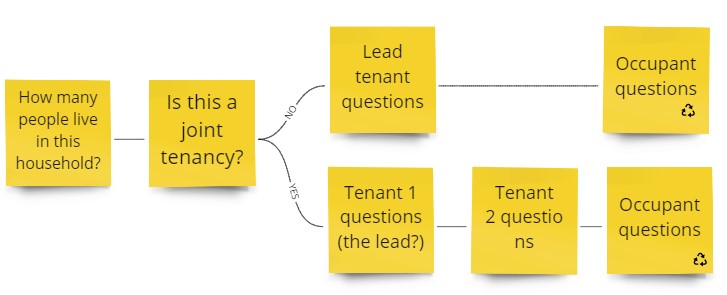 How many
people live
in this
household?
Is this a
joint
tenancy?
NO
Lead
tenant
questions
Occupant
questions
YES
Tenant 1
questions
(the lead?)
Tenant
2 questio
ns
Occupant
questions